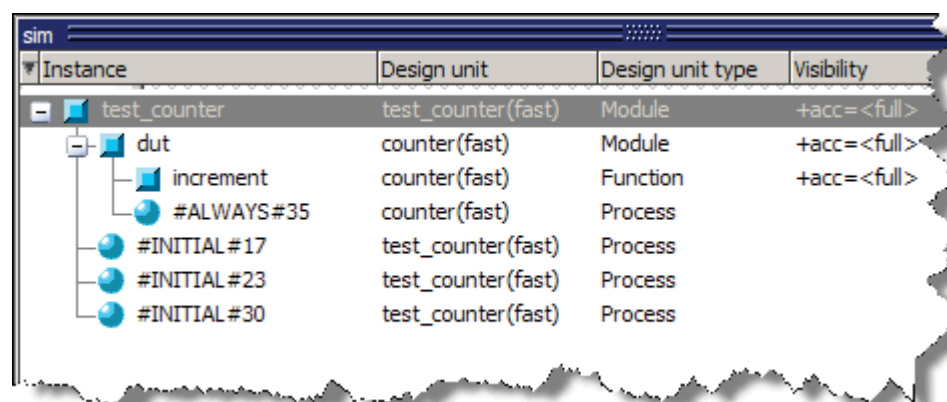 sim
Instance Design unit Design unit type Visibility
test_counter test_counter(fast) Module +acc=<full>
dut counter(fast) Module +acc=<full>
increment counter(fast) Function +acc=<full>
#ALWAYS#35 counter(fast) Process
#INITIAL#17 test_counter(fast) Process
#INITIAL#23 test_counter(fast) Process
#INITIAL#30 test_counter(fast) Process